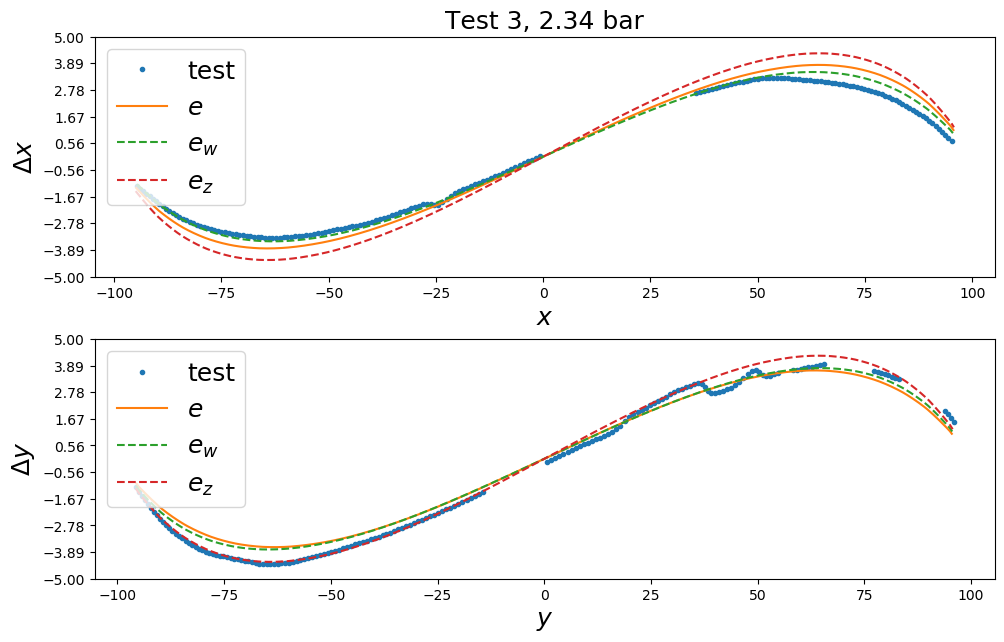 Test 3, 2.34 bar
5.00
3.89
2.78
1.67
0.56
−0.56
−1.67
−2.78
−3.89
−5.00
Δx
test
e
e_w
e_z
−100 −75 −50 −25 0 25 50 75 100
x
5.00
3.89
2.78
1.67
0.56
−0.56
−1.67
−2.78
−3.89
−5.00
Δy
test
e
e_w
e_z
−100 −75 −50 −25 0 25 50 75 100
y